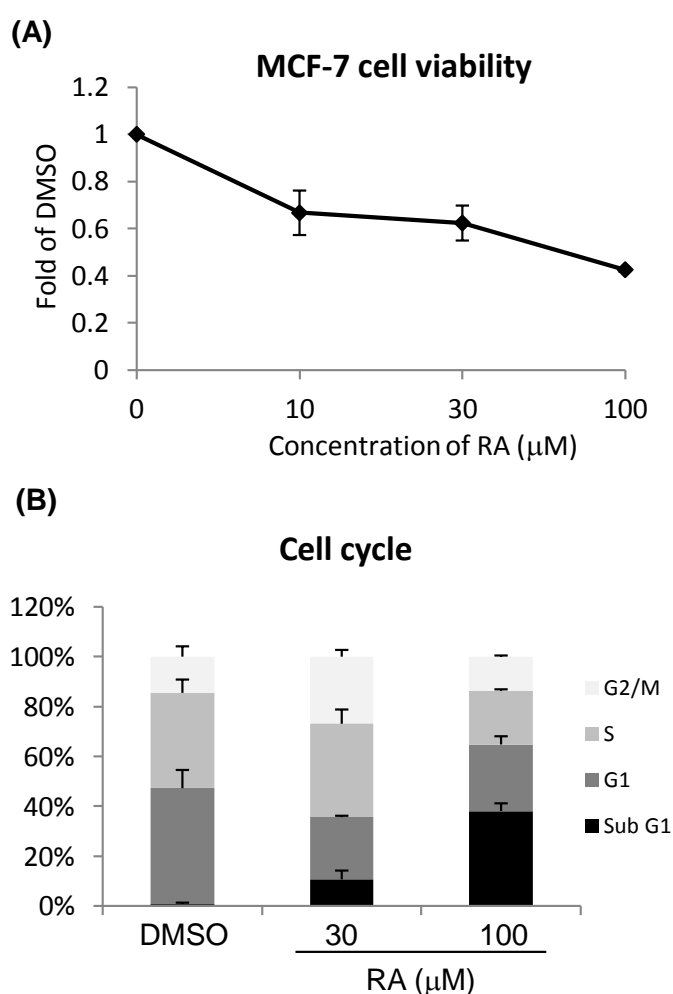 (A)
MCF-7 cell viability
1.2
1
0.8
0.6
0.4
0.2
0
Fold of DMSO
0 10 30 100
Concentration of RA (μM)
(B)
Cell cycle
120%
100%
80%
60%
40%
20%
0%
G2/M
S
G1
Sub G1
DMSO 30 100
RA (μM)